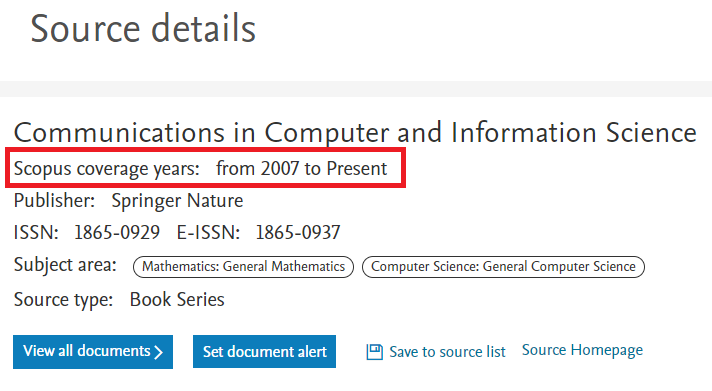 Source details
Communications in Computer and Information Science
Scopus coverage years: from 2007 to Present
Publisher: Springer Nature
ISSN: 1865-0929 E-ISSN: 1865-0937
Subject area: Mathematics: General Mathematics Computer Science: General Computer Science
Source type: Book Series
View all documents > Set document alert Save to source list Source Homepage